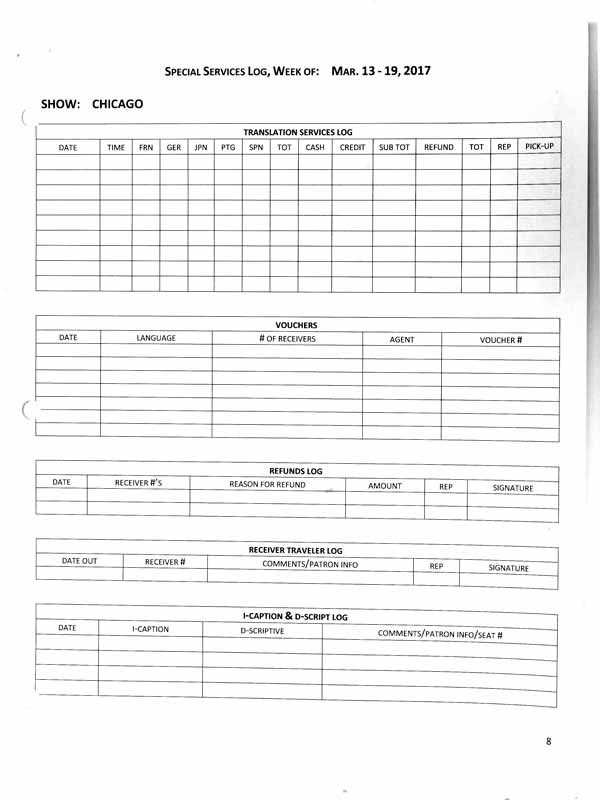 SPECIAL SERVICES LOG, WEEK OF: MAR. 13 - 19, 2017
SHOW: CHICAGO
TRANSLATION SERVICES LOG
DATE TIME FRN GER JPN PTG SPN TOT CASH CREDIT SUB TOT REFUND TOT REP PICK-UP
VOUCHERS
DATE LANGUAGE # OF RECEIVERS AGENT VOUCHER #
REFUNDS LOG
DATE RECEIVER #'S REASON FOR REFUND AMOUNT REP SIGNATURE
RECEIVER TRAVELER LOG
DATE OUT RECEIVER # COMMENTS/PATRON INFO REP SIGNATURE
I-CAPTION & D-SCRIPT LOG
DATE I-CAPTION D-SCRIPTIVE COMMENTS/PATRON INFO/SEAT #
8